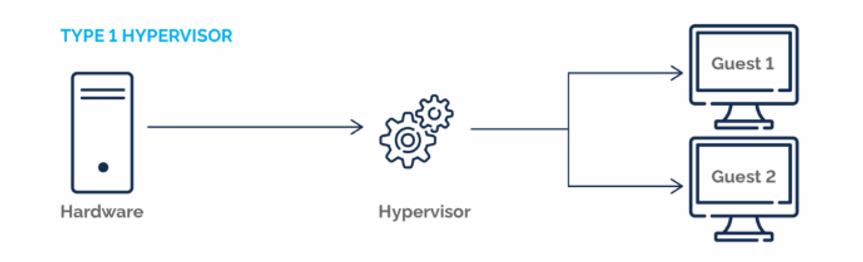 TYPE 1 HYPERVISOR
Guest 1
Guest 2
Hardware
Hypervisor